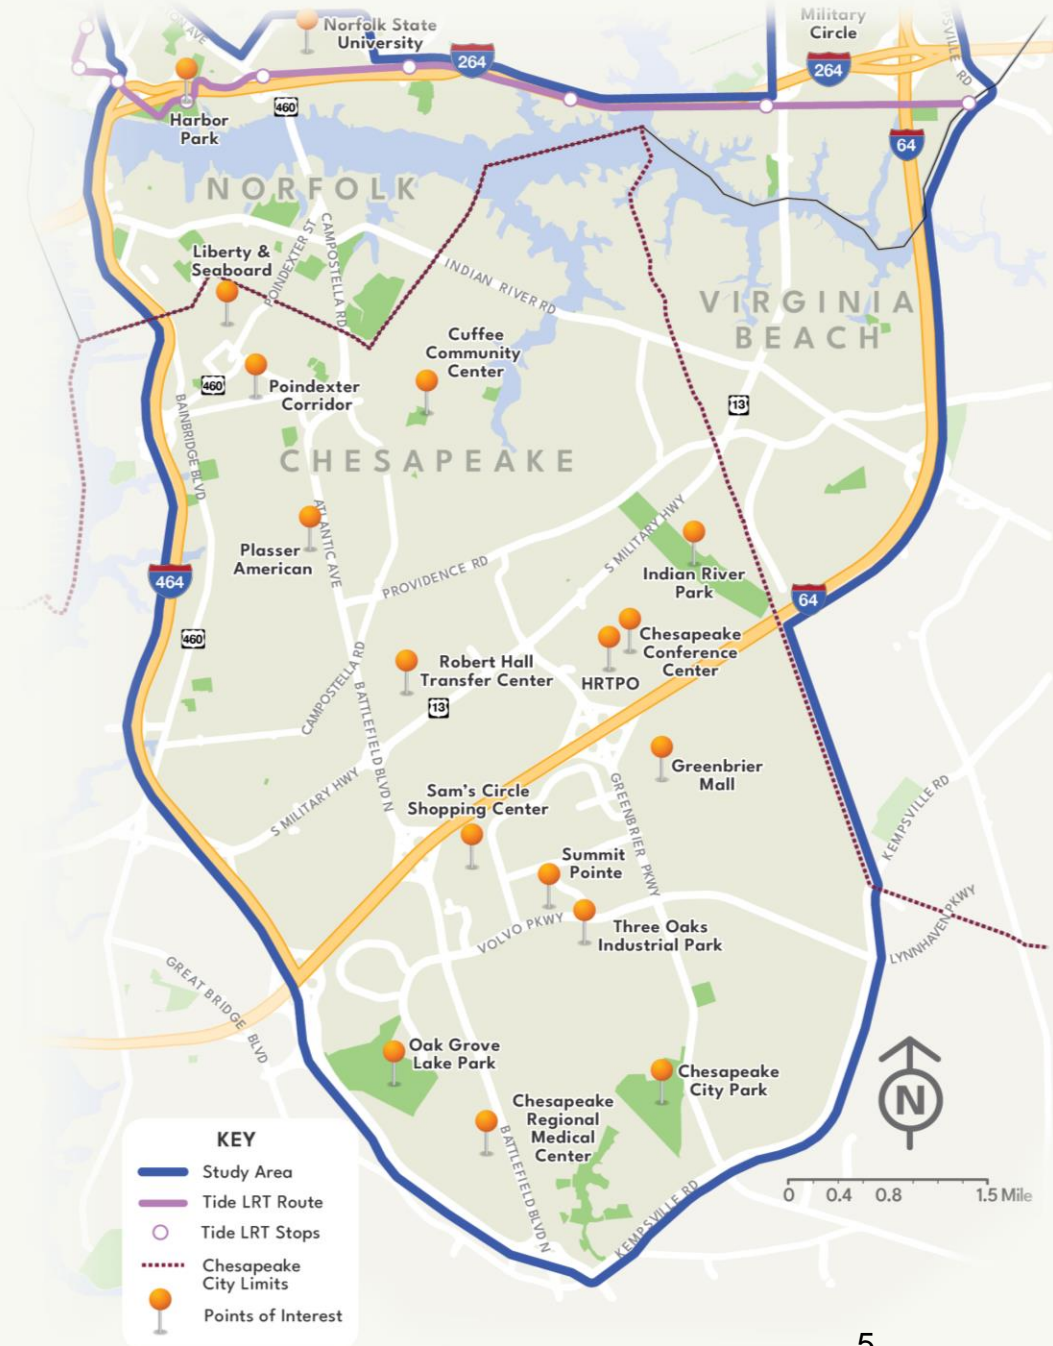 Norfolk State
University
Military
Circle
264
264
VILLE RD
Harbor
Park
460
64
NORFOLK
Liberty &
Seaboard
POINDEXTER ST
CAMPOSTELLA RD
INDIAN RIVER RD
VIRGINIA
BEACH
Cuffee
Community
Center
460
Poindexter
Corridor
13
BAINBRIDGE BLVD
CHESAPEAKE
Plasser
American
ATLANTIC AVE
S MILITARY HWY
PROVIDENCE RD
Indian River
Park
464
64
460
Chesapeake
Conference
Center
HRTPO
Robert Hall
Transfer Center
13
CAMPOSTELLA RD
BATTLEFIELD BLVD N
Greenbrier
Mall
S MILITARY HWY
Sam's Circle
Shopping Center
GREENBRIER PKWY
KEMPSVILLE RD
Summit
Pointe
VOLVO PKWY
Three Oaks
Industrial Park
LYNNHAVEN PKWY
GREAT BRIDGE BLVD
Oak Grove
Lake Park
Chesapeake
City Park
N
Chesapeake
Regional
Medical
Center
BATTLEFIELD BLVD N
KEMPSVILLE RD
KEY
Study Area
Tide LRT Route
Tide LRT Stops
Chesapeake
City Limits
Points of Interest
0 0.4 0.8 1.5 Mile
5